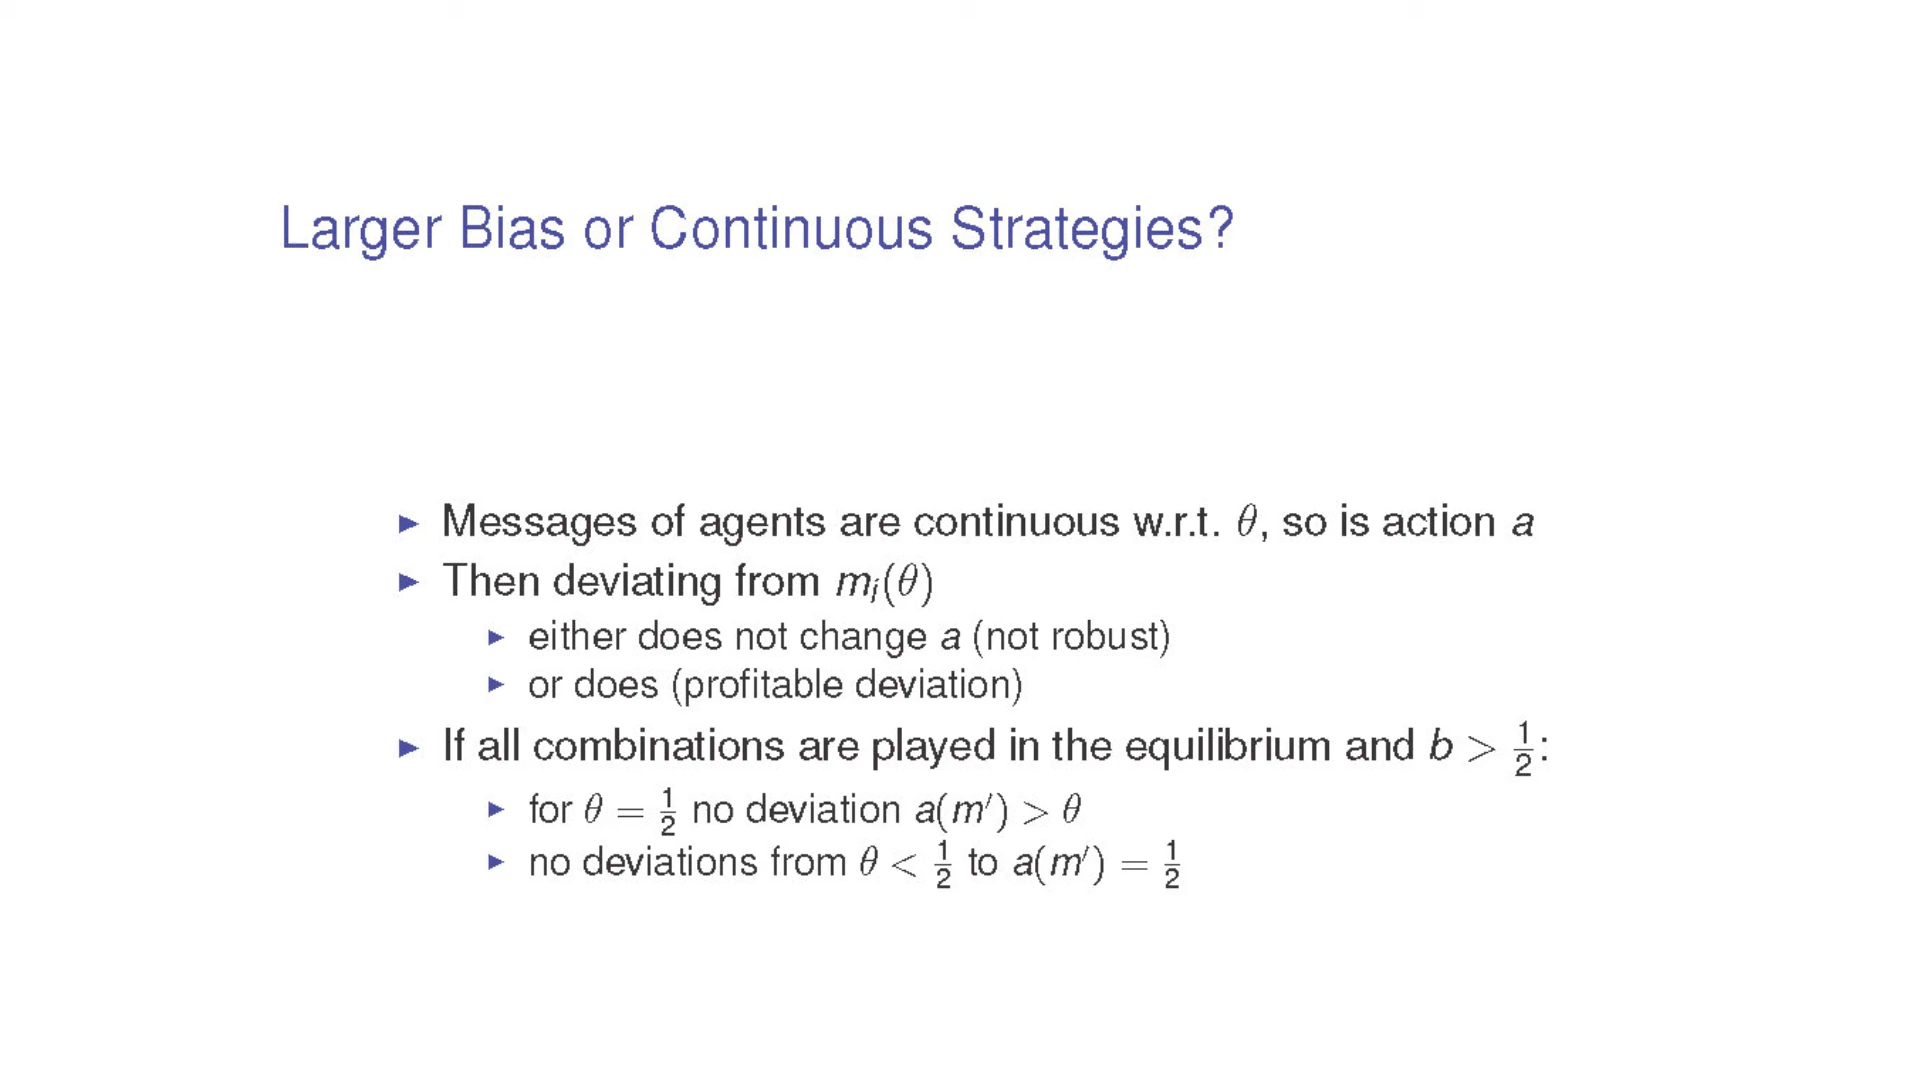 Larger Bias or Continuous Strategies?
▶ Messages of agents are continuous w.r.t. θ, so is action a
▶ Then deviating from mᵢ(θ)
▶ either does not change a (not robust)
▶ or does (profitable deviation)
▶ If all combinations are played in the equilibrium and b > 1/2:
▶ for θ = 1/2 no deviation a(m′) > θ
▶ no deviations from θ < 1/2 to a(m′) = 1/2